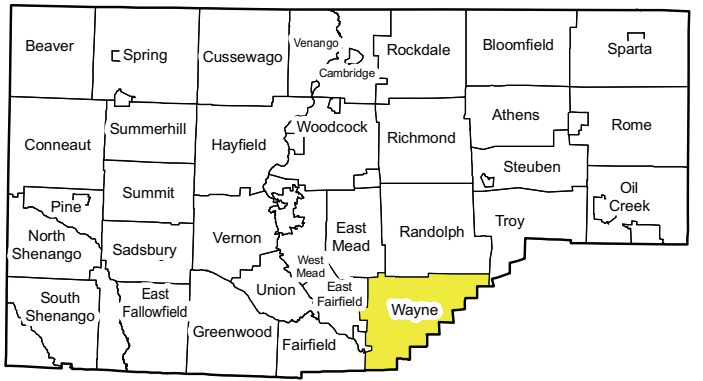 Beaver
Spring
Cussewago
Venango
Cambridge
Rockdale
Bloomfield
Sparta
Conneaut
Summerhill
Hayfield
Woodcock
Richmond
Athens
Rome
Steuben
Pine
Summit
Oil
Creek
North
Shenango
Sadsbury
Vernon
West
Mead
East
Mead
Randolph
Troy
South
Shenango
East
Fallowfield
Greenwood
Union
East
Fairfield
Fairfield
Wayne